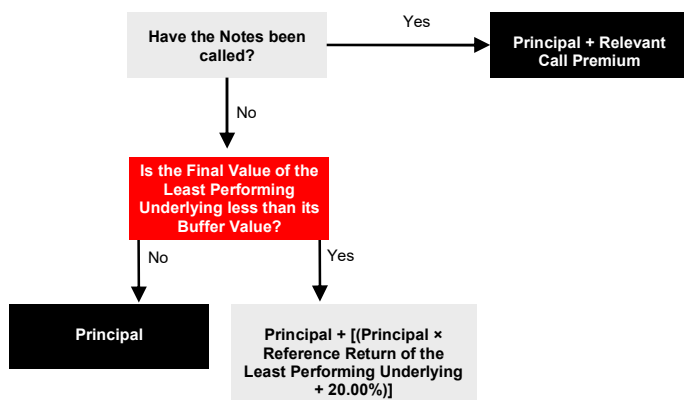 Have the Notes been
called?
Yes
Principal + Relevant
Call Premium
No
Is the Final Value of the
Least Performing
Underlying less than its
Buffer Value?
No
Yes
Principal
Principal + [(Principal ×
Reference Return of the
Least Performing Underlying
+ 20.00%)]